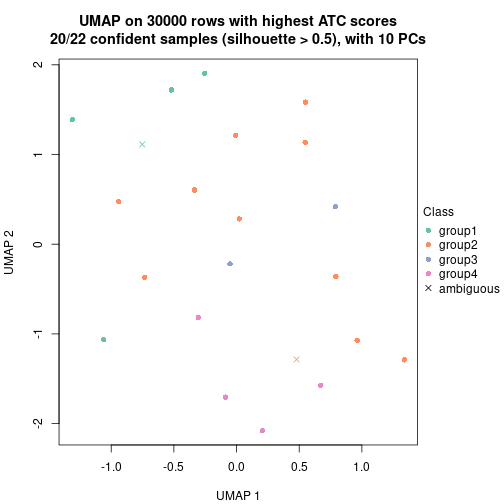 UMAP on 30000 rows with highest ATC scores
20/22 confident samples (silhouette > 0.5), with 10 PCs
2
1
0
-1
-2
UMAP 2
-1.0 -0.5 0.0 0.5 1.0
UMAP 1
Class
group1
group2
group3
group4
ambiguous